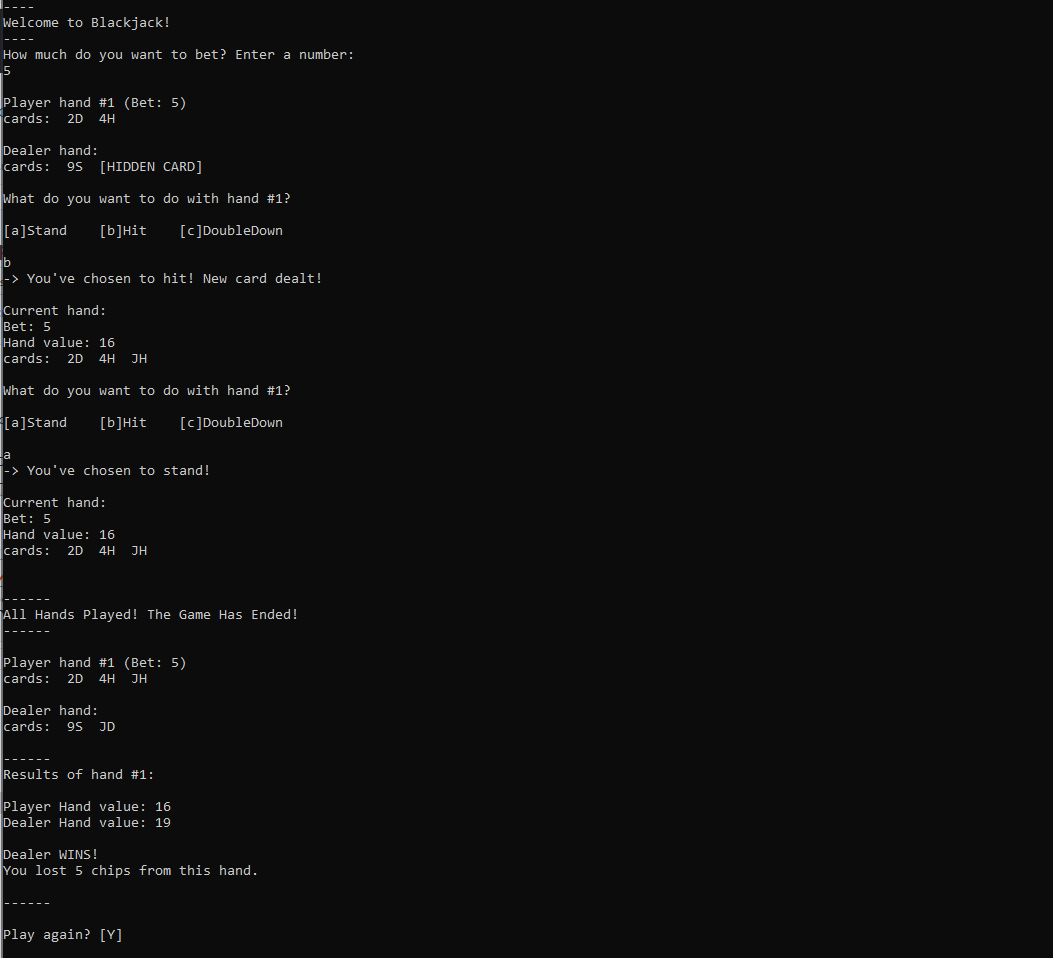 ----
Welcome to Blackjack!
----
How much do you want to bet? Enter a number:
5
Player hand #1 (Bet: 5)
cards:  2D  4H
Dealer hand:
cards:  9S  [HIDDEN CARD]
What do you want to do with hand #1?
[a]Stand    [b]Hit    [c]DoubleDown
b
-> You've chosen to hit! New card dealt!
Current hand:
Bet: 5
Hand value: 16
cards:  2D  4H  JH
What do you want to do with hand #1?
[a]Stand    [b]Hit    [c]DoubleDown
a
-> You've chosen to stand!
Current hand:
Bet: 5
Hand value: 16
cards:  2D  4H  JH
------
All Hands Played! The Game Has Ended!
------
Player hand #1 (Bet: 5)
cards:  2D  4H  JH
Dealer hand:
cards:  9S  JD
------
Results of hand #1:
Player Hand value: 16
Dealer Hand value: 19
Dealer WINS!
You lost 5 chips from this hand.
------
Play again? [Y]